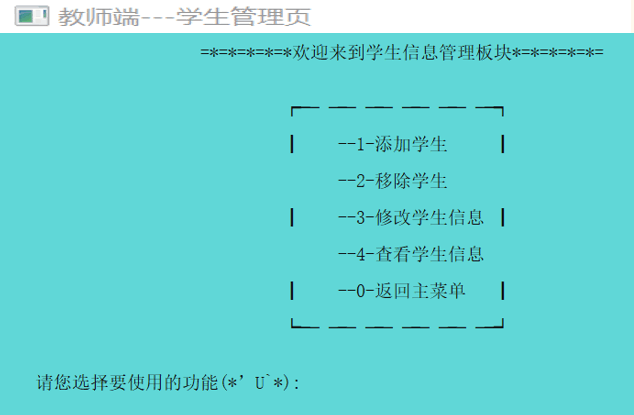 教师端---学生管理页
=*=*=*=*=*欢迎来到学生信息管理板块*=*=*=*=*=
--1-添加学生
--2-移除学生
--3-修改学生信息
--4-查看学生信息
--0-返回主菜单
请您选择要使用的功能(*'U`*):